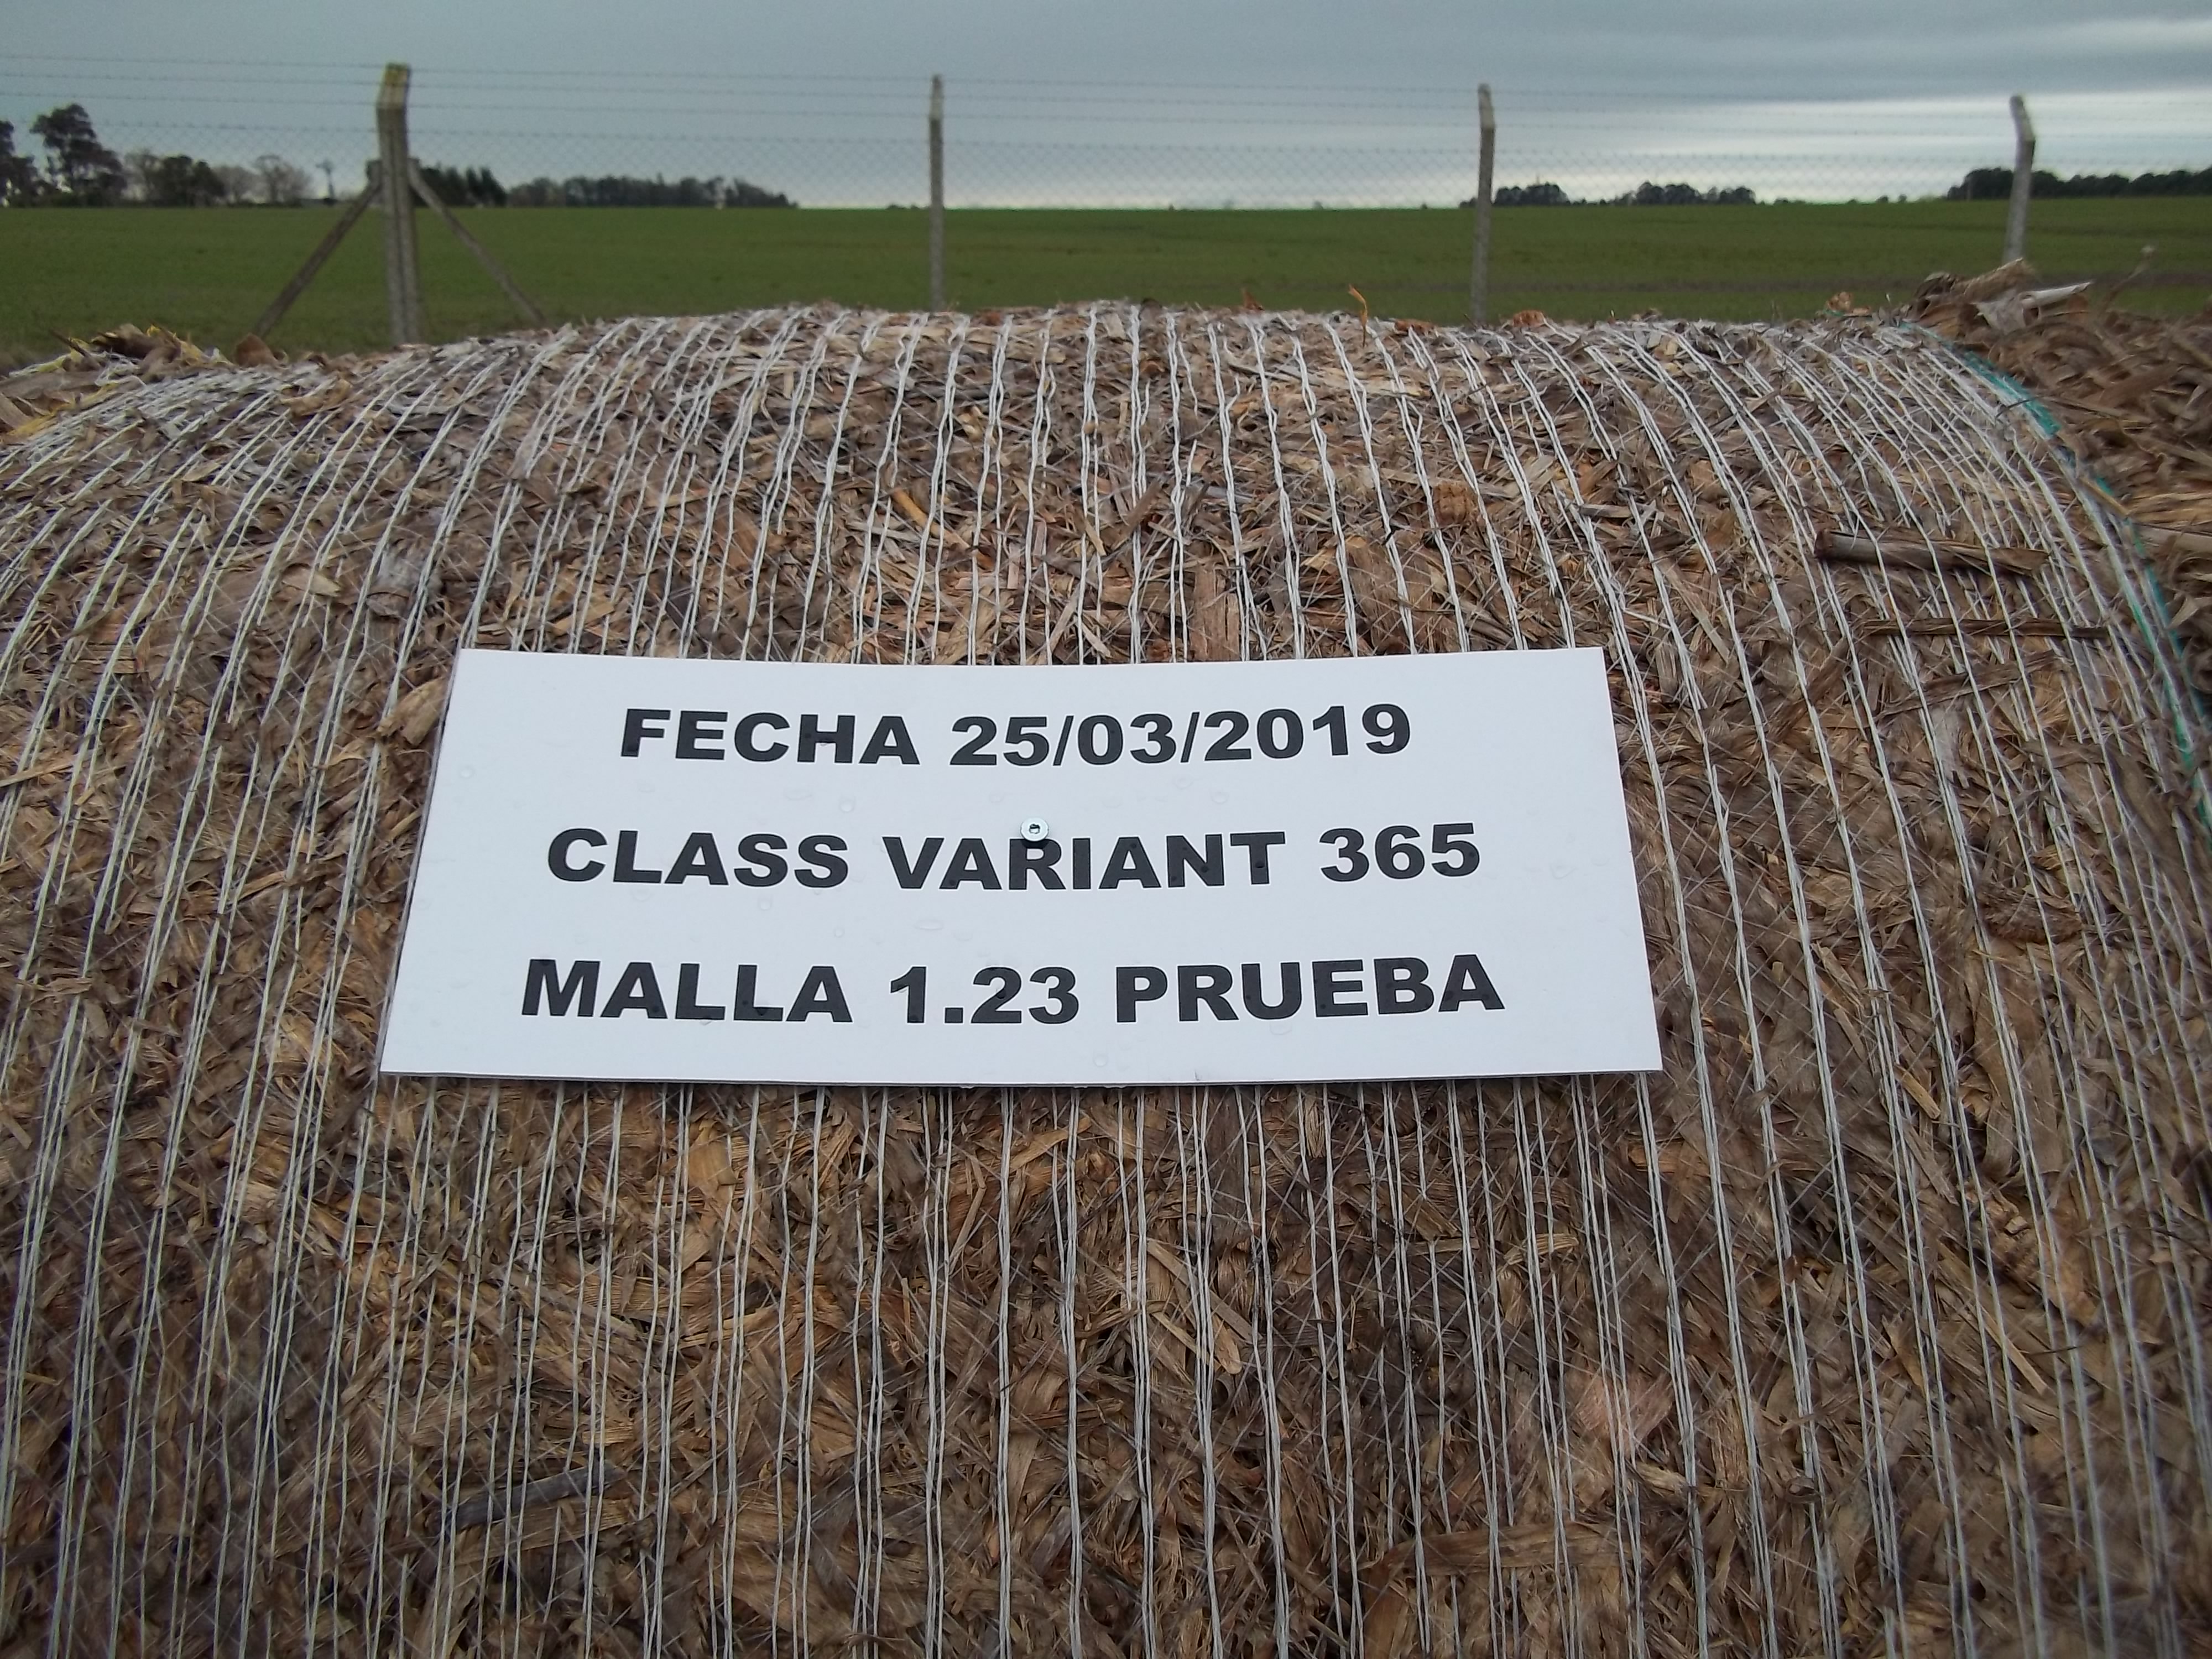 FECHA 25/03/2019
CLASS VARIANT 365
MALLA 1.23 PRUEBA